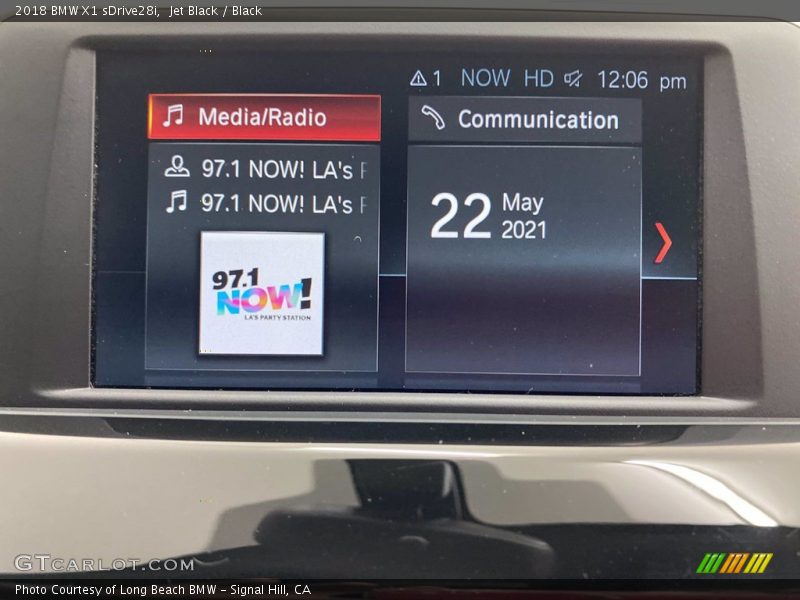 2018 BMW X1 sDrive28i, Jet Black / Black
1 NOW HD 12:06 pm
Media/Radio
Communication
97.1 NOW! LA's
97.1 NOW! LA's
22 May 2021
97.1
NOW!
LA'S PARTY STATION
GTCARLOT.COM
Photo Courtesy of Long Beach BMW - Signal Hill, CA